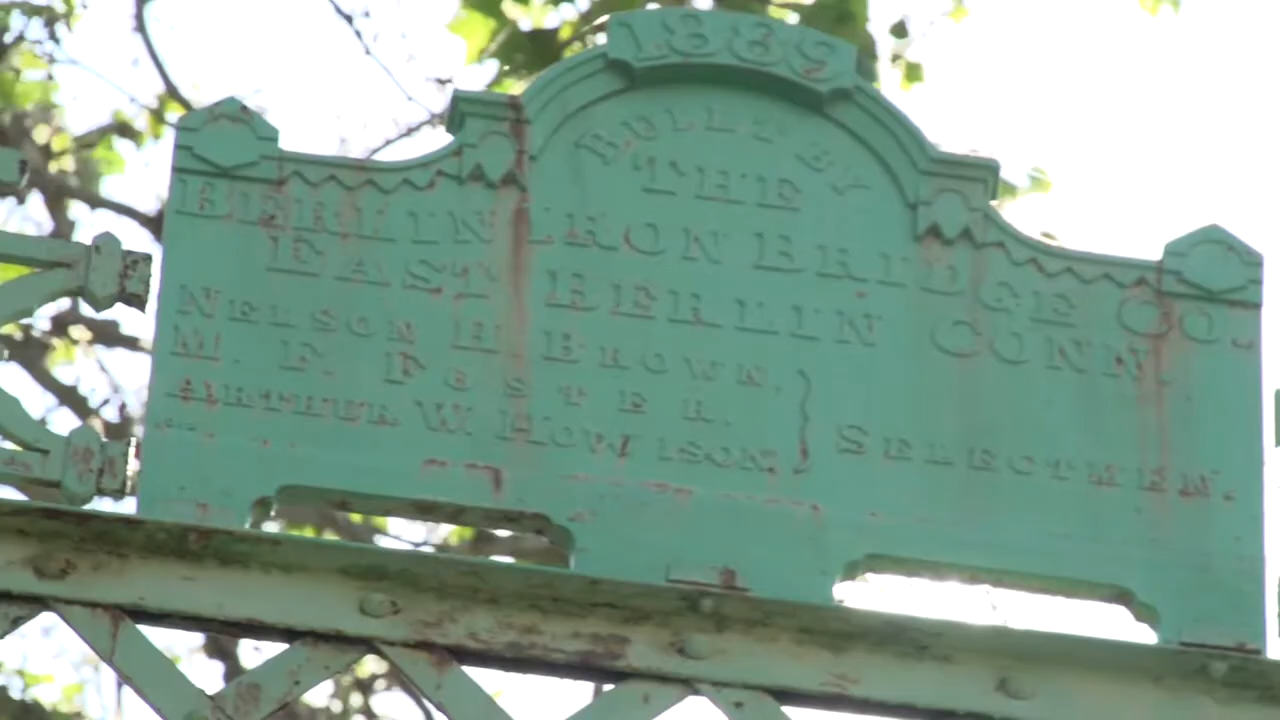 1889
BUILT BY
THE
BERLIN IRON BRIDGE CO.
EAST BERLIN CONN.
NELSON H BROWN,
M. F. FOSTER.
ARTHUR W. HOWLSON.
} SELECTMEN.